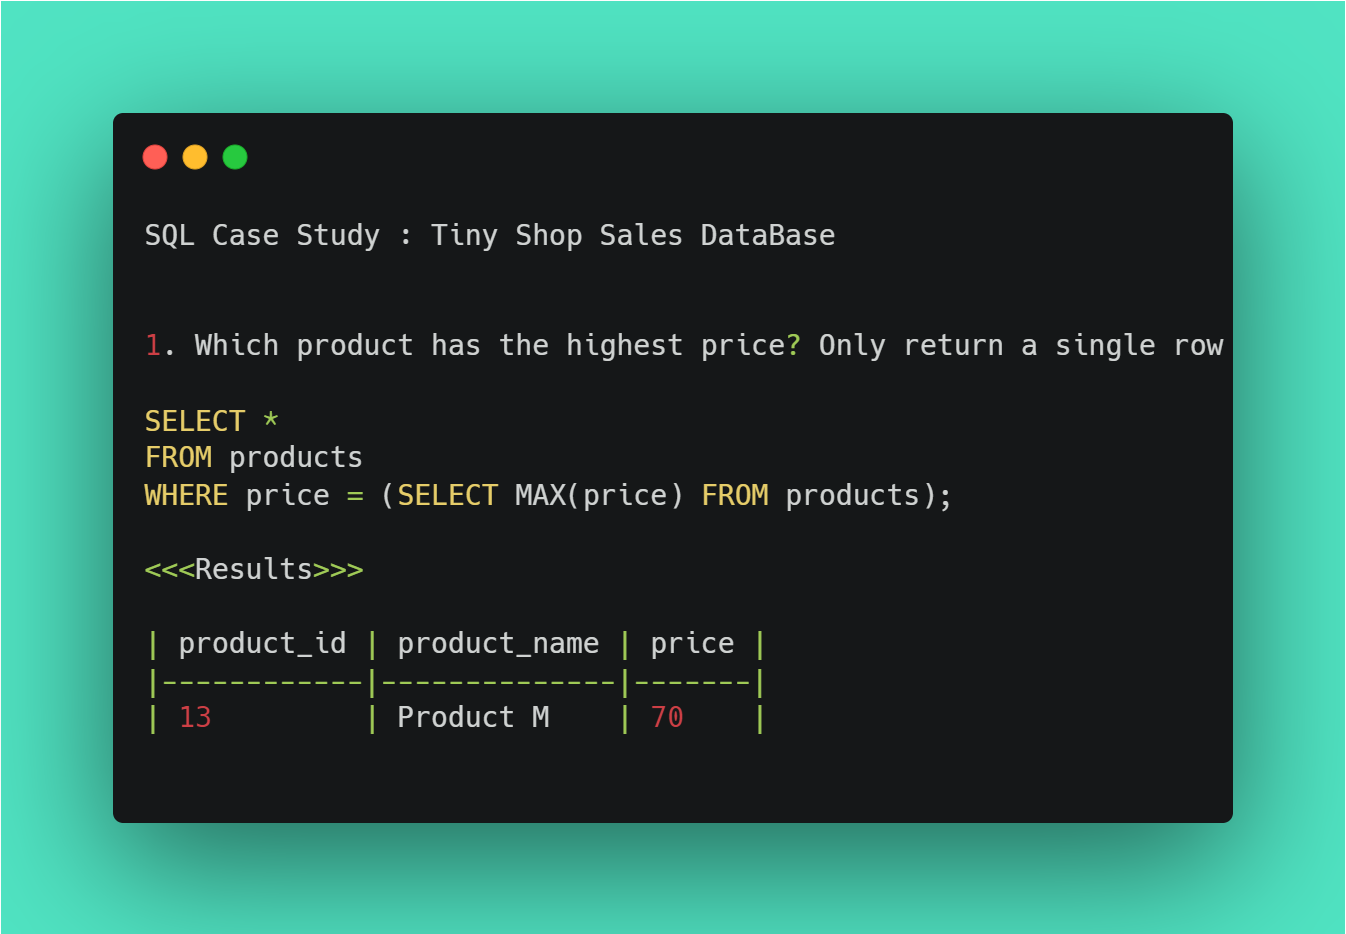 SQL Case Study : Tiny Shop Sales DataBase
1. Which product has the highest price? Only return a single row
SELECT *
FROM products
WHERE price = (SELECT MAX(price) FROM products);
<<<Results>>>
| product_id | product_name | price |
|------------|--------------|-------|
| 13         | Product M    | 70    |